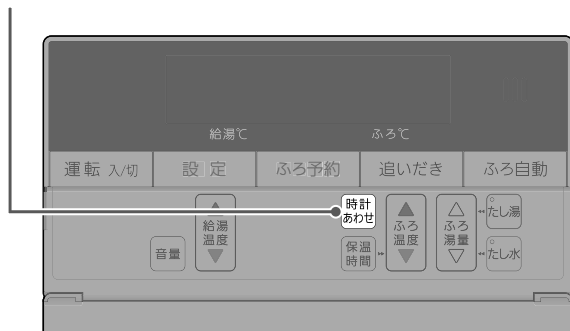 給湯℃
ふろ℃
運転 入/切
設定
ふろ予約
追いだき
ふろ自動
時計
あわせ
たし湯
給湯
温度
ふろ
温度
ふろ
湯量
音量
保温
時間
たし水